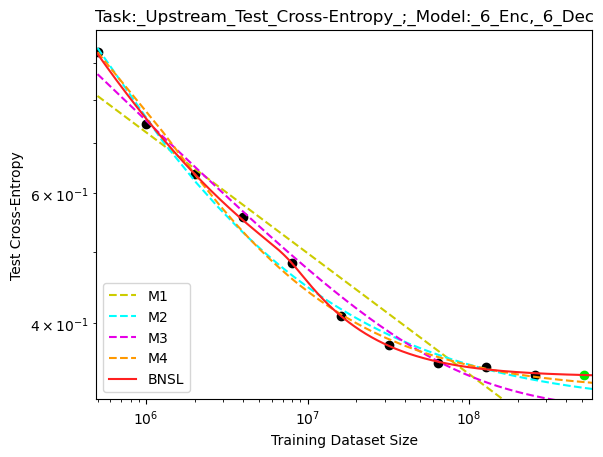 Task:_Upstream_Test_Cross-Entropy_;_Model:_6_Enc,_6_Dec
Test Cross-Entropy
6 × 10⁻¹
4 × 10⁻¹
M1
M2
M3
M4
BNSL
10⁶
10⁷
10⁸
Training Dataset Size